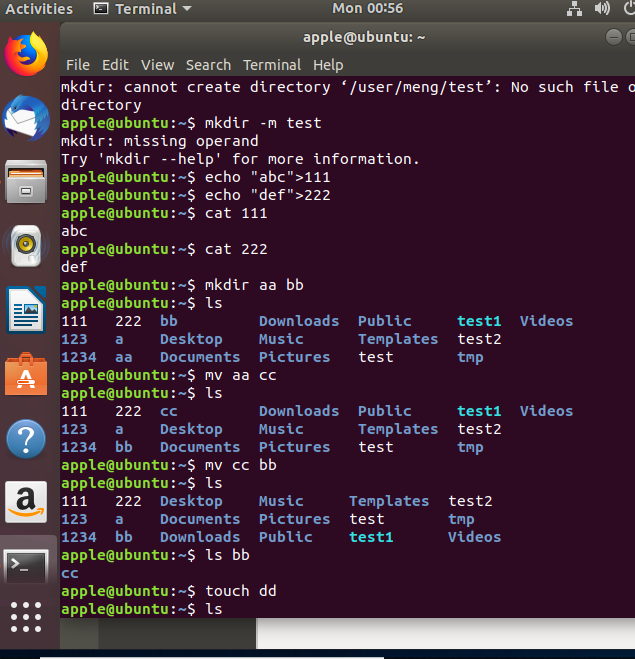 Activities Terminal Mon 00:56
apple@ubuntu: ~
File Edit View Search Terminal Help
mkdir: cannot create directory ‘/user/meng/test’: No such file o
directory
apple@ubuntu:~$ mkdir -m test
mkdir: missing operand
Try 'mkdir --help' for more information.
apple@ubuntu:~$ echo "abc">111
apple@ubuntu:~$ echo "def">222
apple@ubuntu:~$ cat 111
abc
apple@ubuntu:~$ cat 222
def
apple@ubuntu:~$ mkdir aa bb
apple@ubuntu:~$ ls
111 222 bb Downloads Public test1 Videos
123 a Desktop Music Templates test2
1234 aa Documents Pictures test tmp
apple@ubuntu:~$ mv aa cc
apple@ubuntu:~$ ls
111 222 cc Downloads Public test1 Videos
123 a Desktop Music Templates test2
1234 bb Documents Pictures test tmp
apple@ubuntu:~$ mv cc bb
apple@ubuntu:~$ ls
111 222 Desktop Music Templates test2
123 a Documents Pictures test tmp
1234 bb Downloads Public test1 Videos
apple@ubuntu:~$ ls bb
cc
apple@ubuntu:~$ touch dd
apple@ubuntu:~$ ls